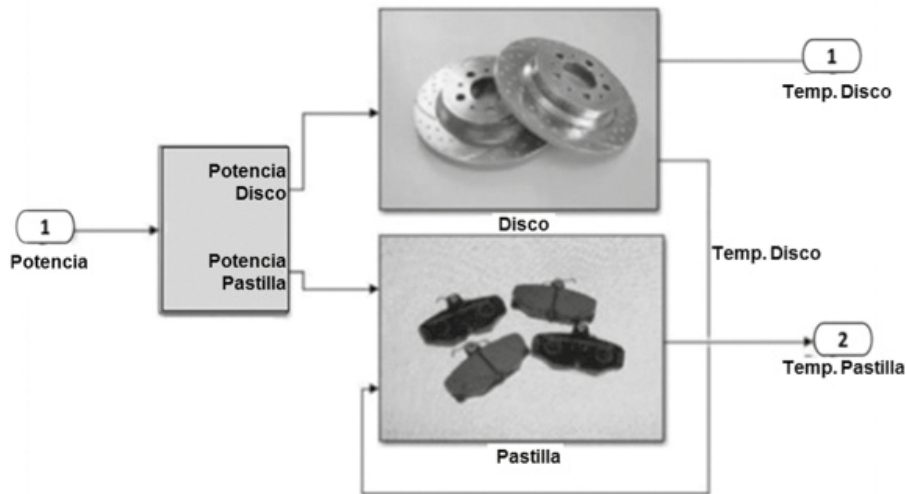 1
Potencia
Potencia
Disco
Potencia
Pastilla
Disco
Pastilla
1
Temp. Disco
Temp. Disco
2
Temp. Pastilla